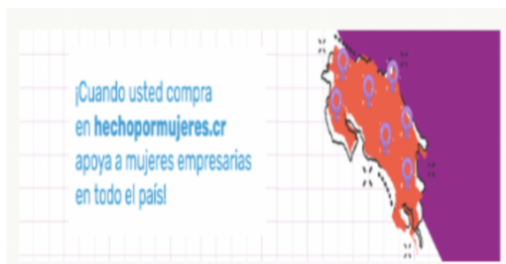 ¡Cuando usted compra
en hechopormujeres.cr
apoya a mujeres empresarias
en todo el país!